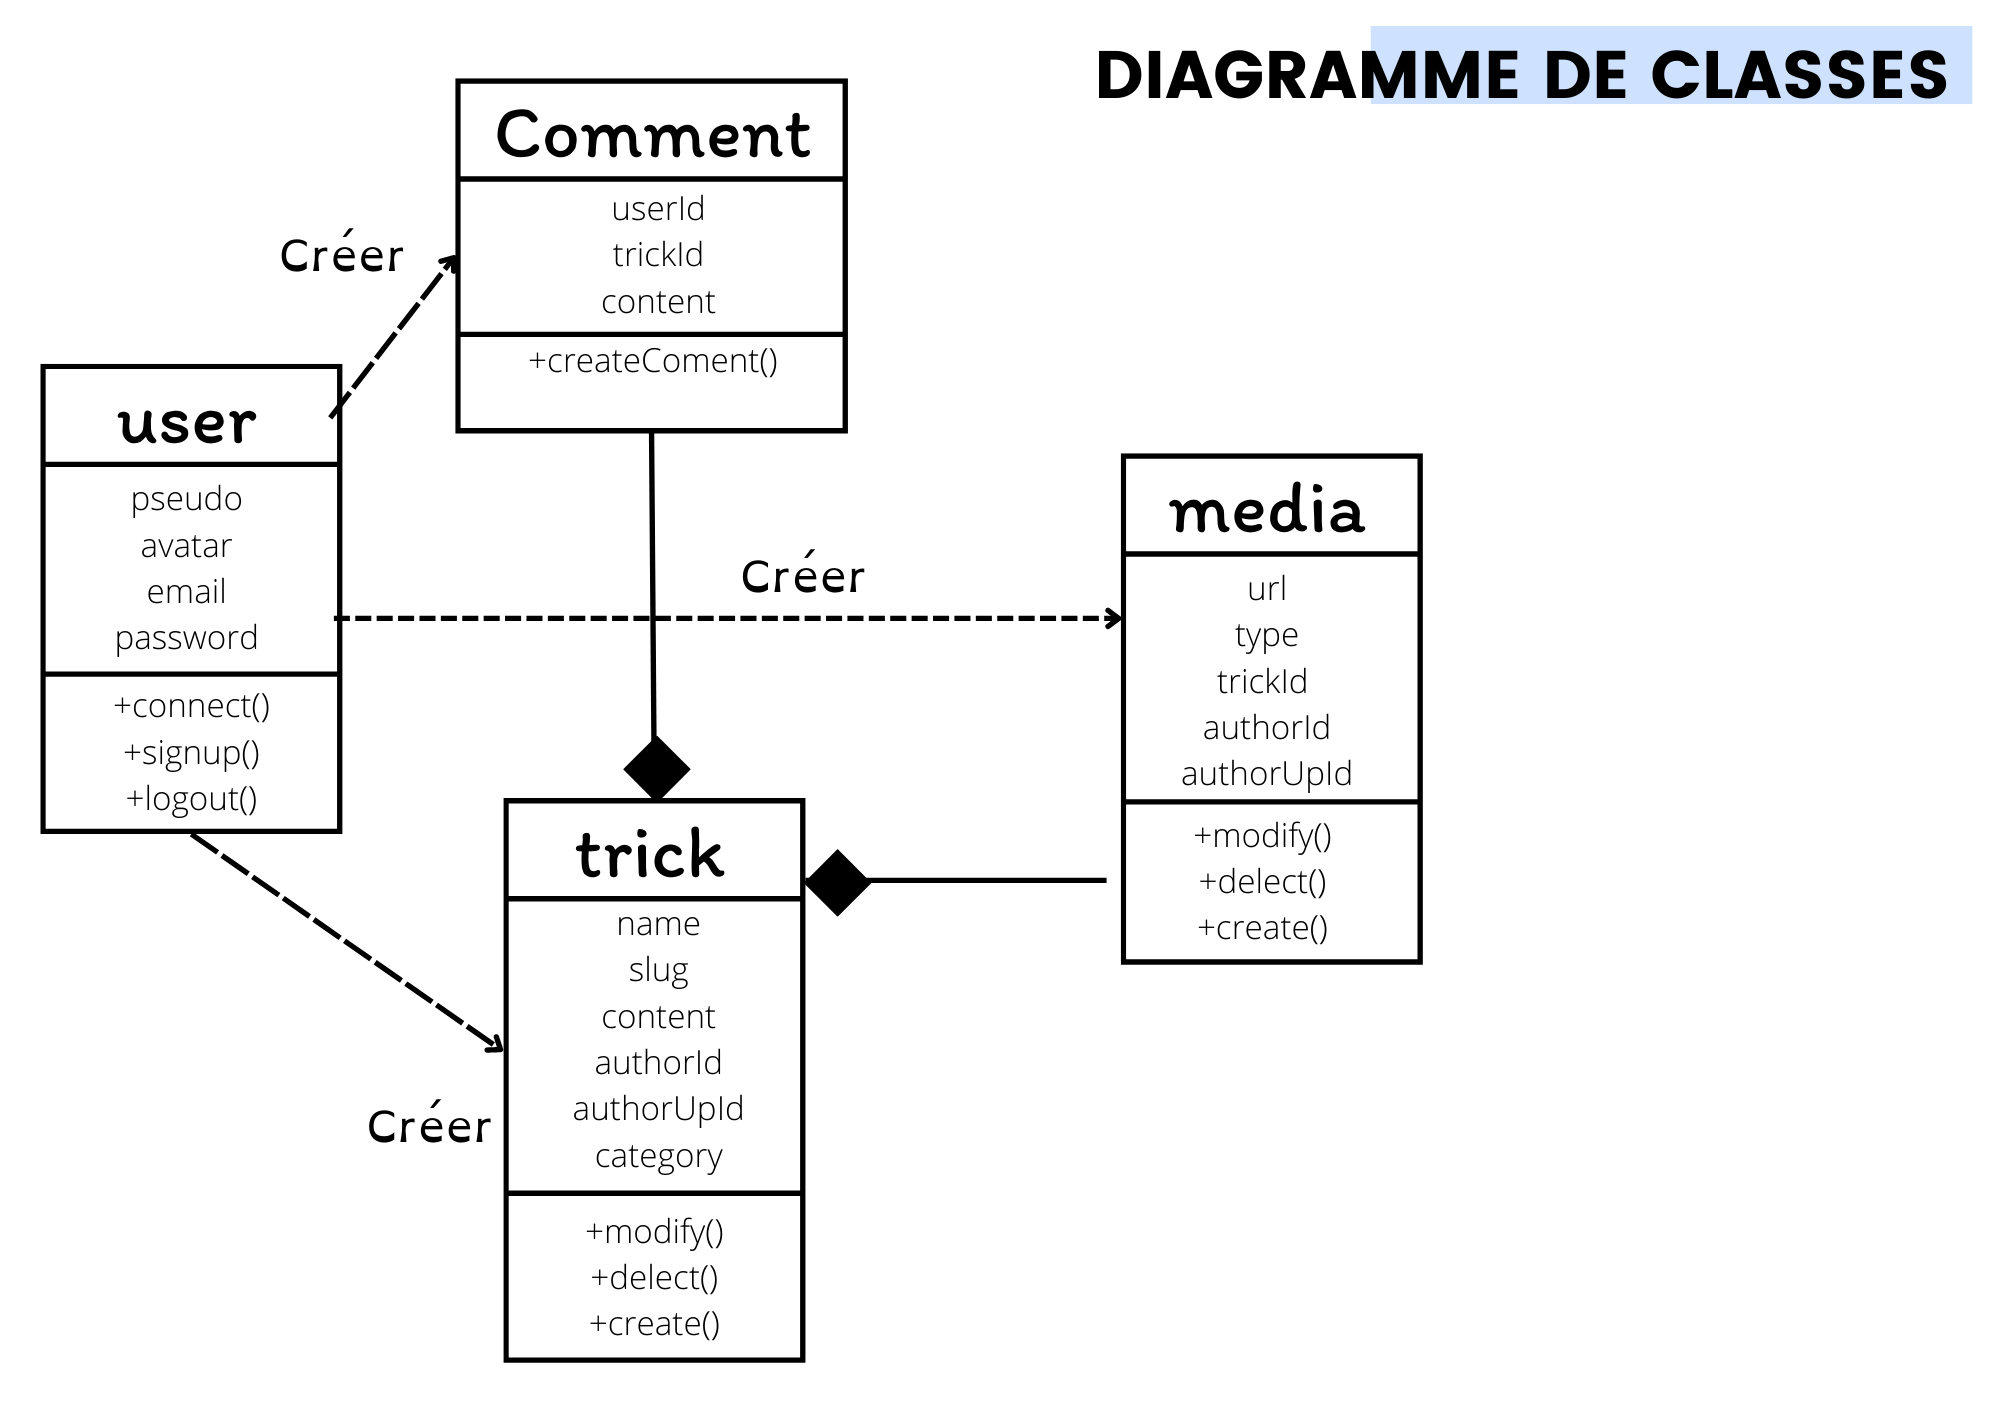 DIAGRAMME DE CLASSES
Comment
userId
trickId
content
+createComent()
Créer
user
pseudo
avatar
email
password
+connect()
+signup()
+logout()
Créer
media
url
type
trickId
authorId
authorUpId
+modify()
+delect()
+create()
trick
name
slug
content
authorId
authorUpId
category
+modify()
+delect()
+create()
Créer